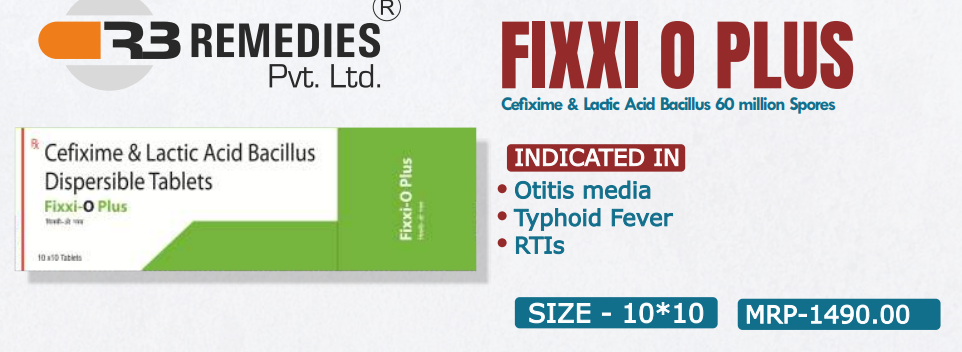 R3 REMEDIES ®
Pvt. Ltd.
FIXXI O PLUS
Cefixime & Lactic Acid Bacillus 60 million Spores
Rx
Cefixime & Lactic Acid Bacillus
Dispersible Tablets
Fixxi-O Plus
10 x10 Tablets
Fixxi-O Plus
INDICATED IN
• Otitis media
• Typhoid Fever
• RTIs
SIZE - 10*10
MRP-1490.00